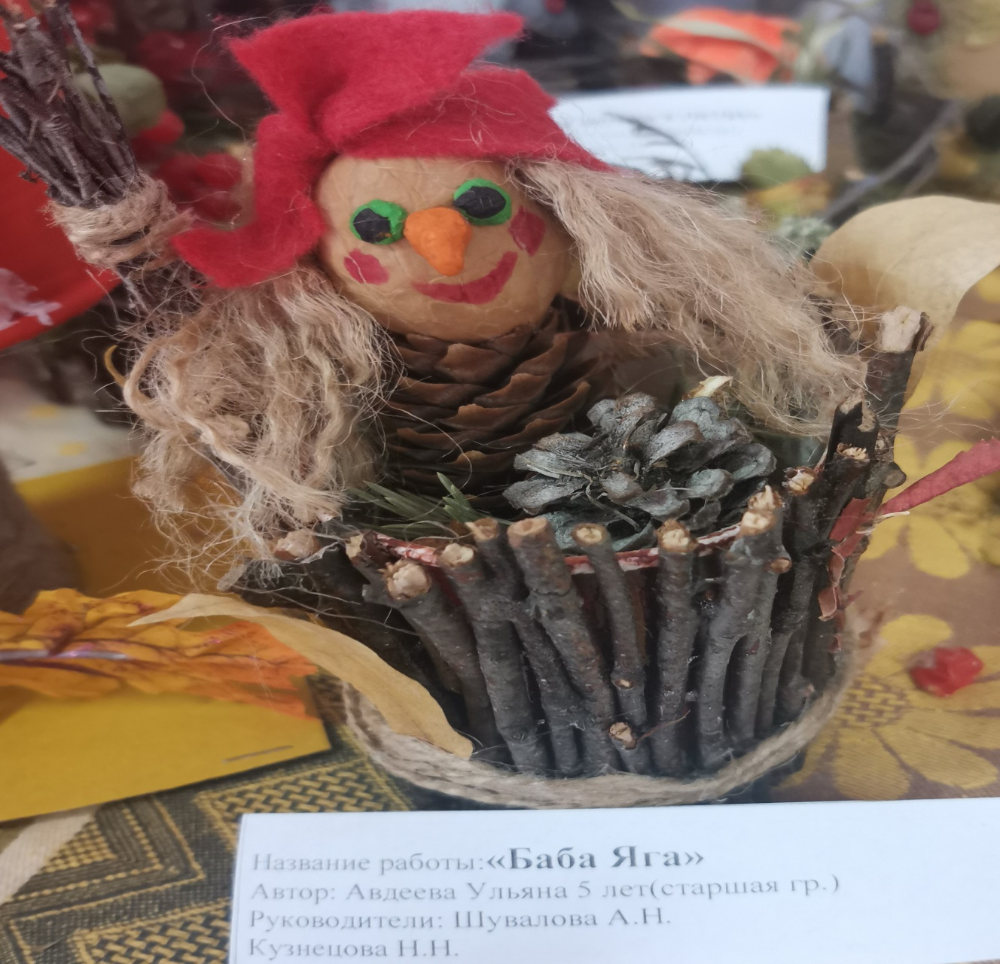 Название работы:«Баба Яга»
Автор: Авдеева Ульяна 5 лет(старшая гр.)
Руководители: Шувалова А.Н.
Кузнецова Н.Н.